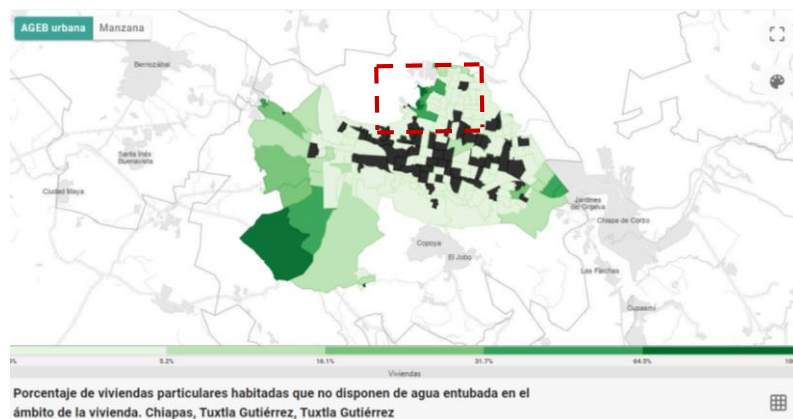 AGEB urbana Manzana
Berriozábal
Santa Inés
Buenavista
Ciudad Maya
Jardines
del Grijalva
Chiapa de Corzo
Copoya
El Jobo
Las Flechas
5.2% 16.1% 31.7% 64.5%
Viviendas
Porcentaje de viviendas particulares habitadas que no disponen de agua entubada en el
ámbito de la vivienda. Chiapas, Tuxtla Gutiérrez, Tuxtla Gutiérrez